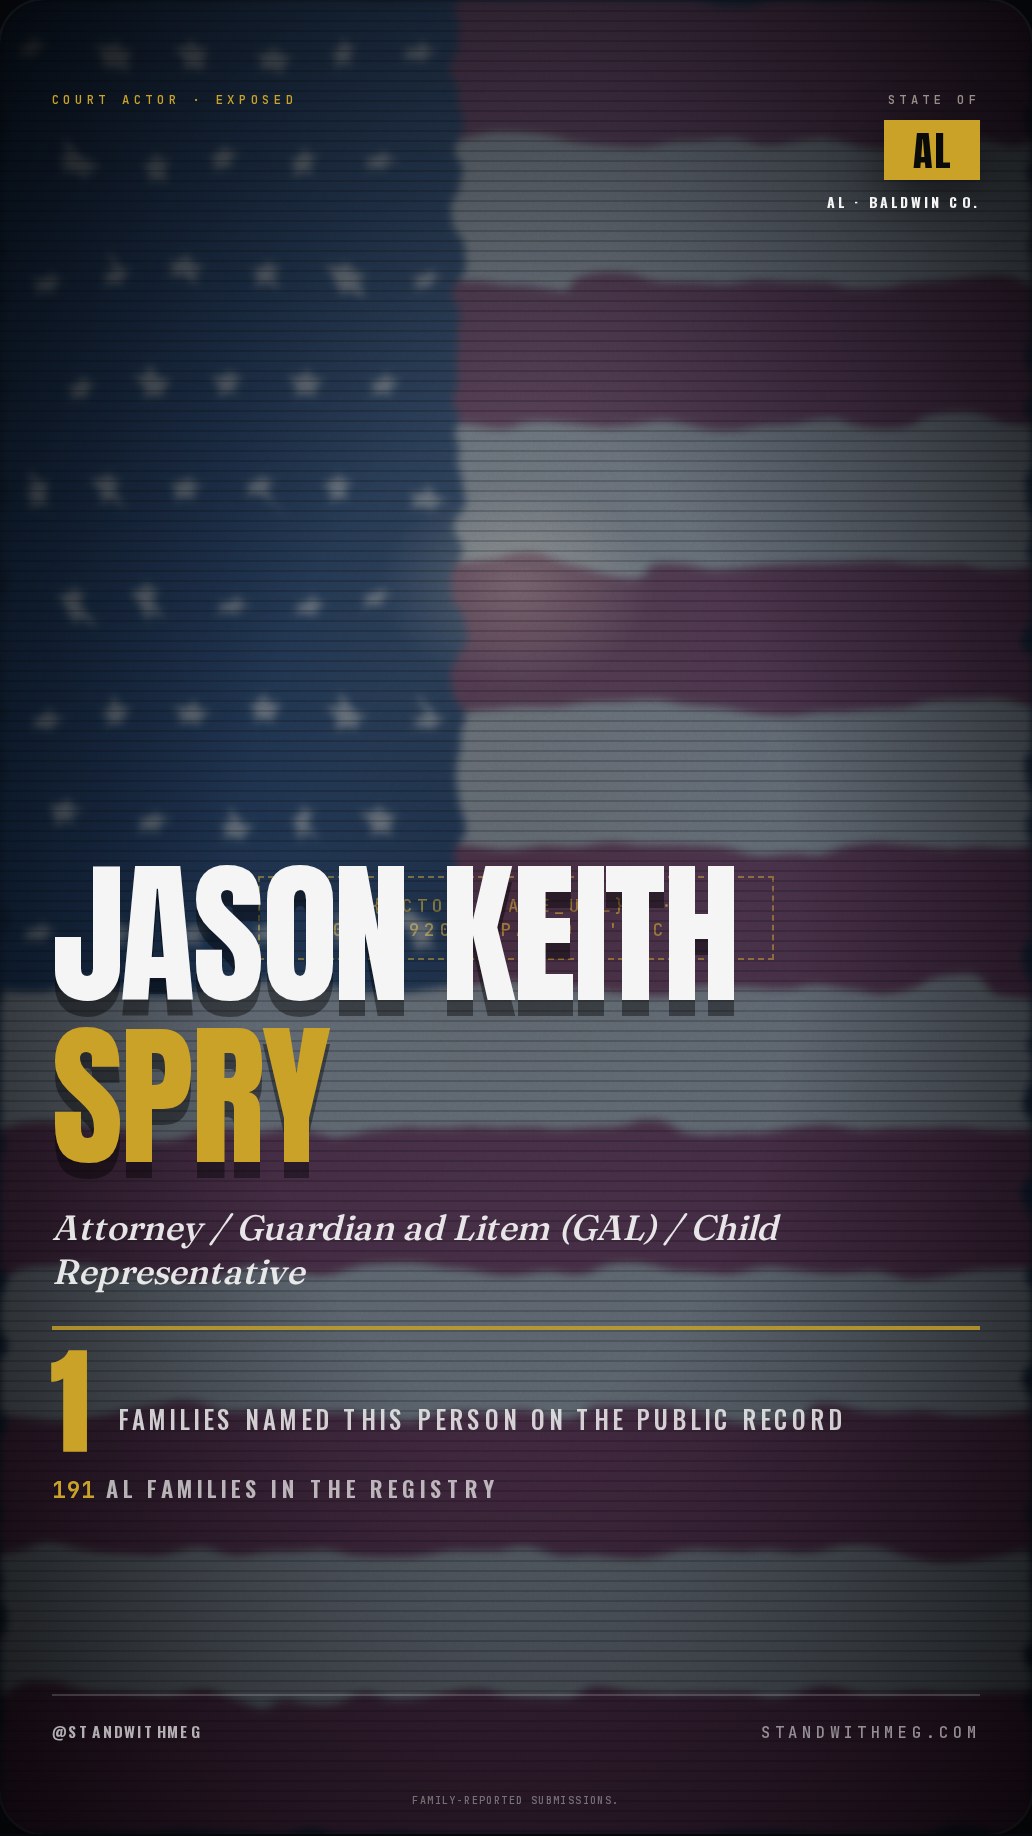 COURT ACTOR · EXPOSED
STATE OF
AL
AL · BALDWIN CO.
JASON KEITH
SPRY
Attorney / Guardian ad Litem (GAL) / Child
Representative
1 FAMILIES NAMED THIS PERSON ON THE PUBLIC RECORD
191 AL FAMILIES IN THE REGISTRY
@STANDWITHMEG
STANDWITHMEG.COM
FAMILY-REPORTED SUBMISSIONS.